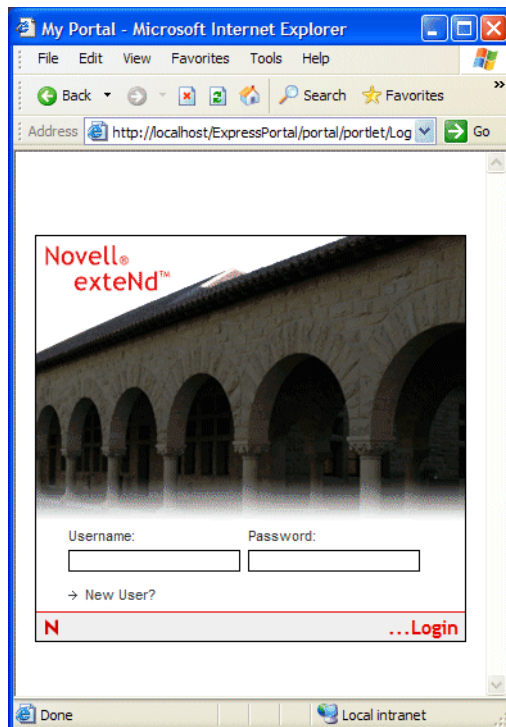 My Portal - Microsoft Internet Explorer
File Edit View Favorites Tools Help
Back Search Favorites »
Address http://localhost/ExpressPortal/portal/portlet/Log Go
Novell®
exteNd™
Username: Password:
→ New User?
N ...Login
Done Local intranet